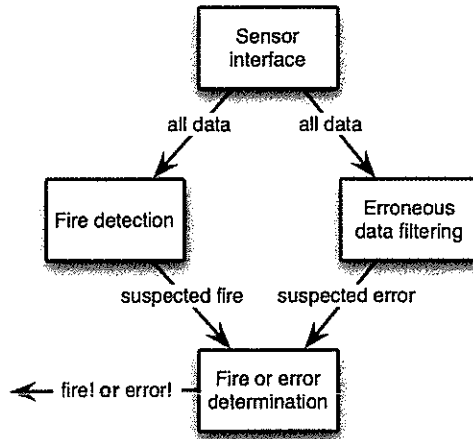 Sensor
interface
all data
all data
Fire detection
Erroneous
data filtering
suspected fire
suspected error
fire! or error!
Fire or error
determination